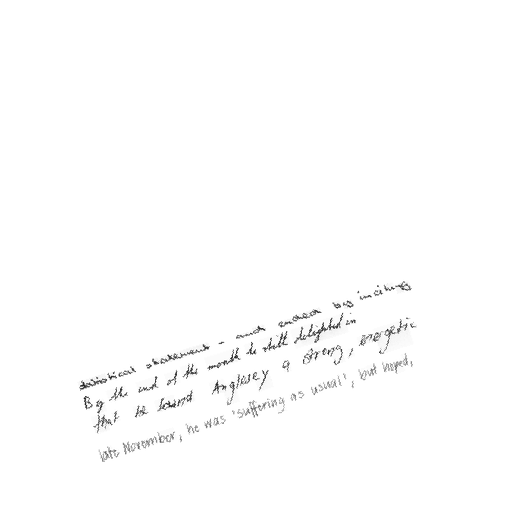 statistical statement - and ended by inviting
By the end of the month he still delighted in
that he found Anglesey a strong, energetic
late November, he was 'suffering as usual', but hoped,